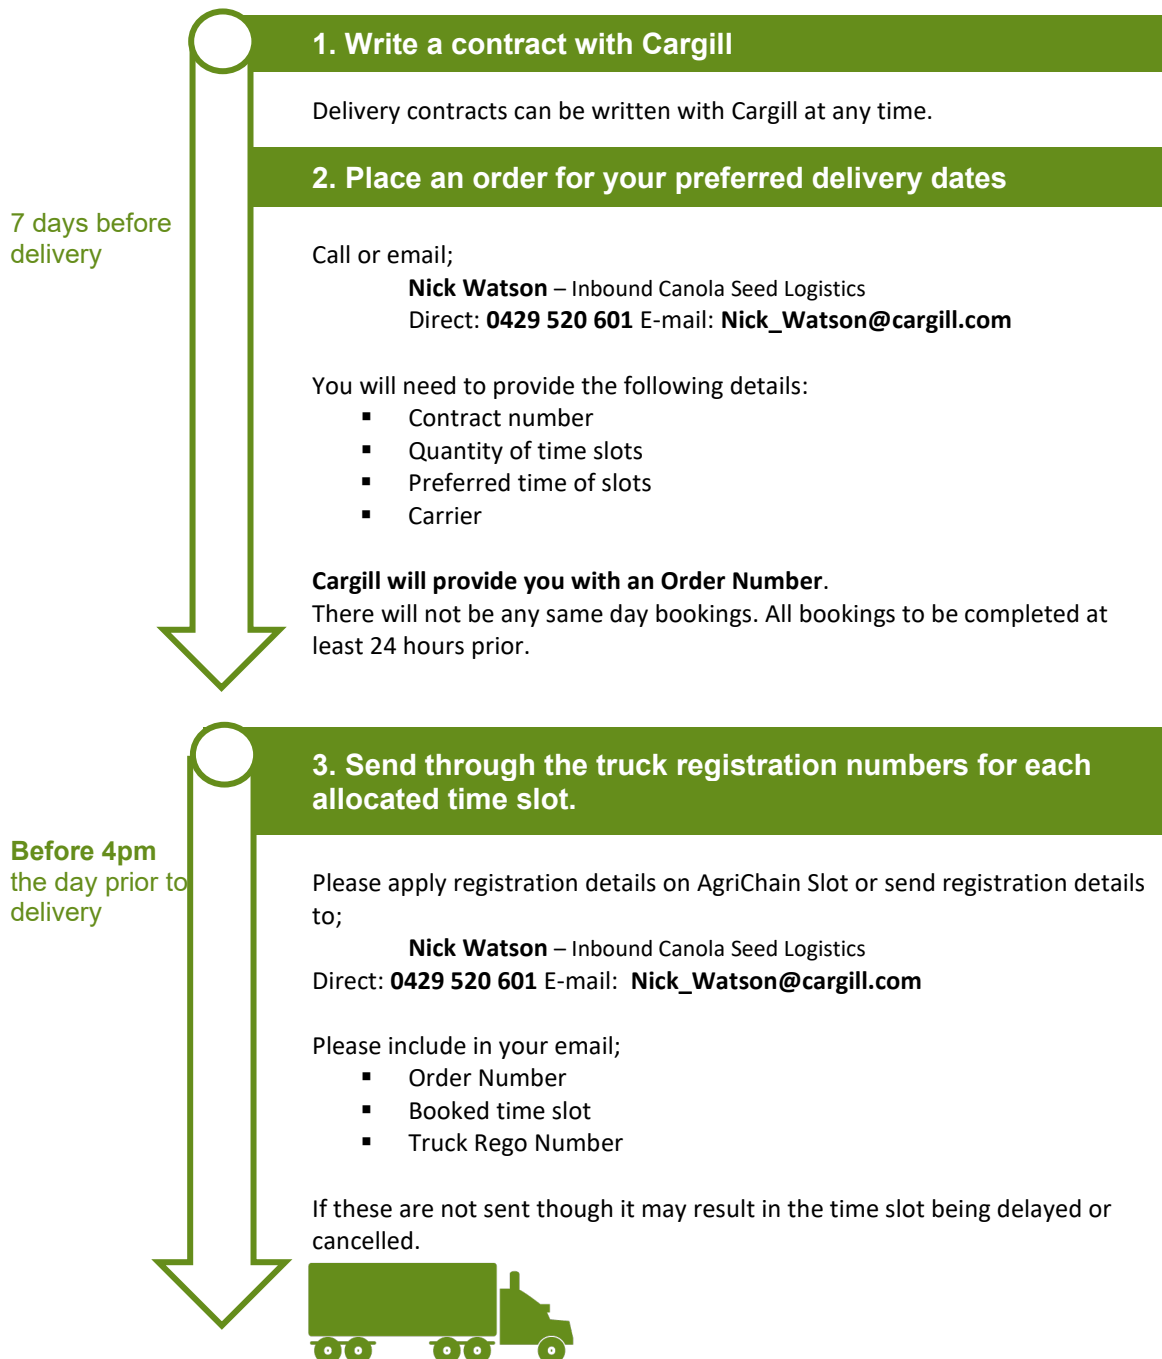 1. Write a contract with Cargill
Delivery contracts can be written with Cargill at any time.
2. Place an order for your preferred delivery dates
7 days before
delivery
Call or email;
Nick Watson – Inbound Canola Seed Logistics
Direct: 0429 520 601 E-mail: Nick_Watson@cargill.com
You will need to provide the following details:
▪ Contract number
▪ Quantity of time slots
▪ Preferred time of slots
▪ Carrier
Cargill will provide you with an Order Number.
There will not be any same day bookings. All bookings to be completed at
least 24 hours prior.
3. Send through the truck registration numbers for each
allocated time slot.
Before 4pm
the day prior to
delivery
Please apply registration details on AgriChain Slot or send registration details
to;
Nick Watson – Inbound Canola Seed Logistics
Direct: 0429 520 601 E-mail: Nick_Watson@cargill.com
Please include in your email;
▪ Order Number
▪ Booked time slot
▪ Truck Rego Number
If these are not sent though it may result in the time slot being delayed or
cancelled.